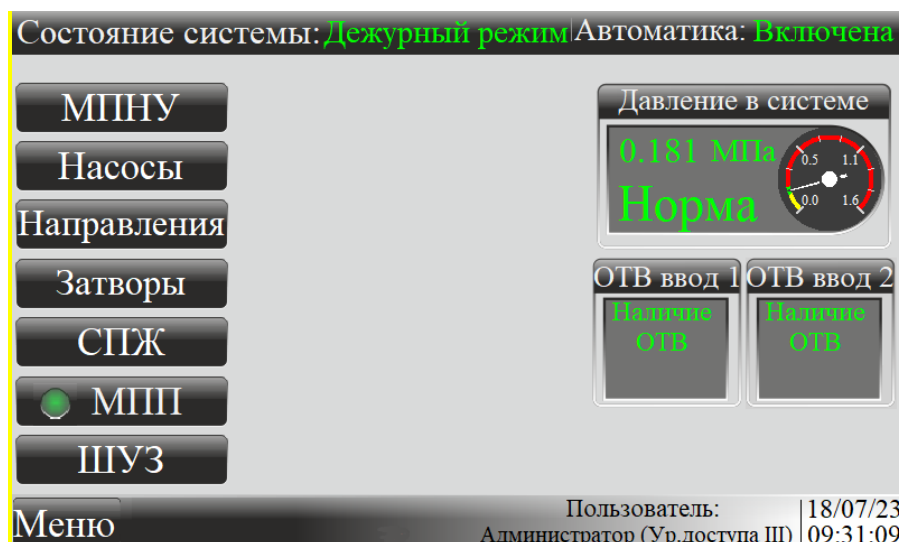 Состояние системы: Дежурный режим Автоматика: Включена
МПНУ
Насосы
Направления
Затворы
СПЖ
МПП
ШУЗ
Давление в системе
0.181 МПа
Норма
0.5 1.1
0.0 1.6
ОТВ ввод 1
Наличие
ОТВ
ОТВ ввод 2
Наличие
ОТВ
Меню
Пользователь:
Администратор (Ур.доступа III)
18/07/23
09:31:09